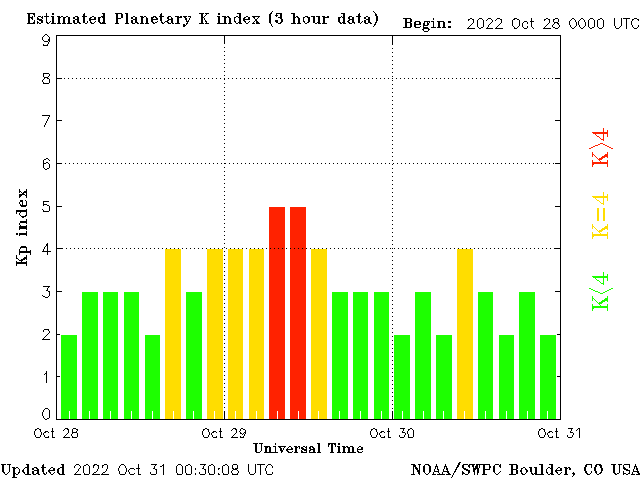 Estimated Planetary K index (3 hour data)
Begin: 2022 Oct 28 0000 UTC
9
8
7
6
5
4
3
2
1
0
Kp index
Oct 28
Oct 29
Oct 30
Oct 31
Universal Time
K>4
K=4
K<4
Updated 2022 Oct 31 00:30:08 UTC
NOAA/SWPC Boulder, CO USA